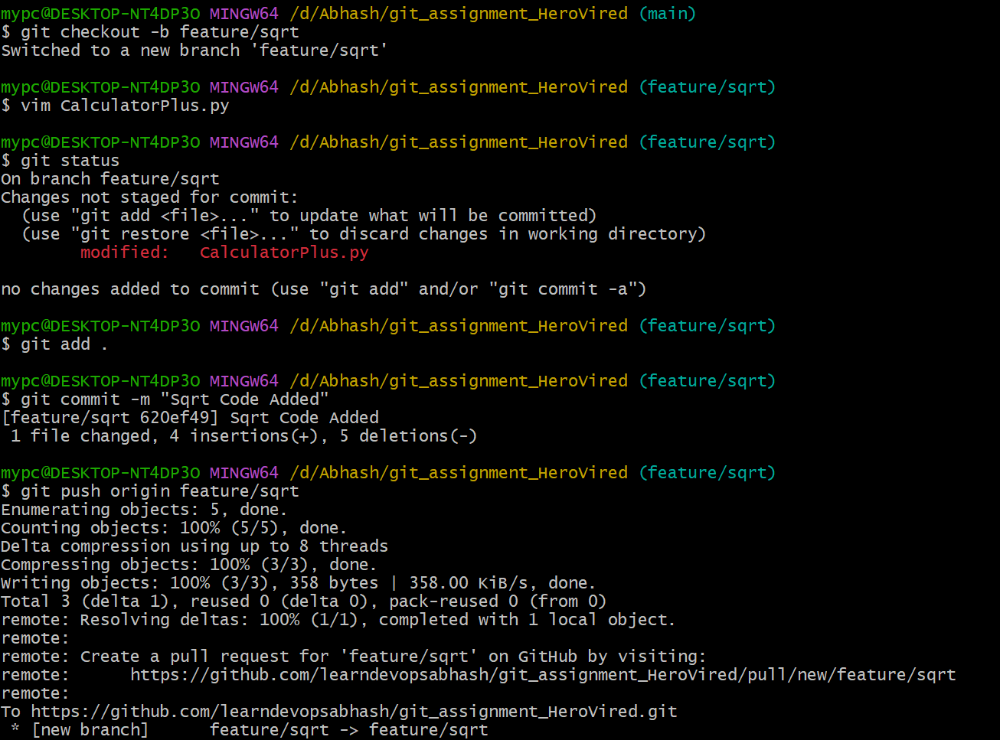 mypc@DESKTOP-NT4DP3O MINGW64 /d/Abhash/git_assignment_HeroVired (main)
$ git checkout -b feature/sqrt
Switched to a new branch 'feature/sqrt'

mypc@DESKTOP-NT4DP3O MINGW64 /d/Abhash/git_assignment_HeroVired (feature/sqrt)
$ vim CalculatorPlus.py

mypc@DESKTOP-NT4DP3O MINGW64 /d/Abhash/git_assignment_HeroVired (feature/sqrt)
$ git status
On branch feature/sqrt
Changes not staged for commit:
  (use "git add <file>..." to update what will be committed)
  (use "git restore <file>..." to discard changes in working directory)
        modified:   CalculatorPlus.py

no changes added to commit (use "git add" and/or "git commit -a")

mypc@DESKTOP-NT4DP3O MINGW64 /d/Abhash/git_assignment_HeroVired (feature/sqrt)
$ git add .

mypc@DESKTOP-NT4DP3O MINGW64 /d/Abhash/git_assignment_HeroVired (feature/sqrt)
$ git commit -m "Sqrt Code Added"
[feature/sqrt 620ef49] Sqrt Code Added
 1 file changed, 4 insertions(+), 5 deletions(-)

mypc@DESKTOP-NT4DP3O MINGW64 /d/Abhash/git_assignment_HeroVired (feature/sqrt)
$ git push origin feature/sqrt
Enumerating objects: 5, done.
Counting objects: 100% (5/5), done.
Delta compression using up to 8 threads
Compressing objects: 100% (3/3), done.
Writing objects: 100% (3/3), 358 bytes | 358.00 KiB/s, done.
Total 3 (delta 1), reused 0 (delta 0), pack-reused 0 (from 0)
remote: Resolving deltas: 100% (1/1), completed with 1 local object.
remote:
remote: Create a pull request for 'feature/sqrt' on GitHub by visiting:
remote:      https://github.com/learndevopsabhash/git_assignment_HeroVired/pull/new/feature/sqrt
remote:
To https://github.com/learndevopsabhash/git_assignment_HeroVired.git
 * [new branch]      feature/sqrt -> feature/sqrt